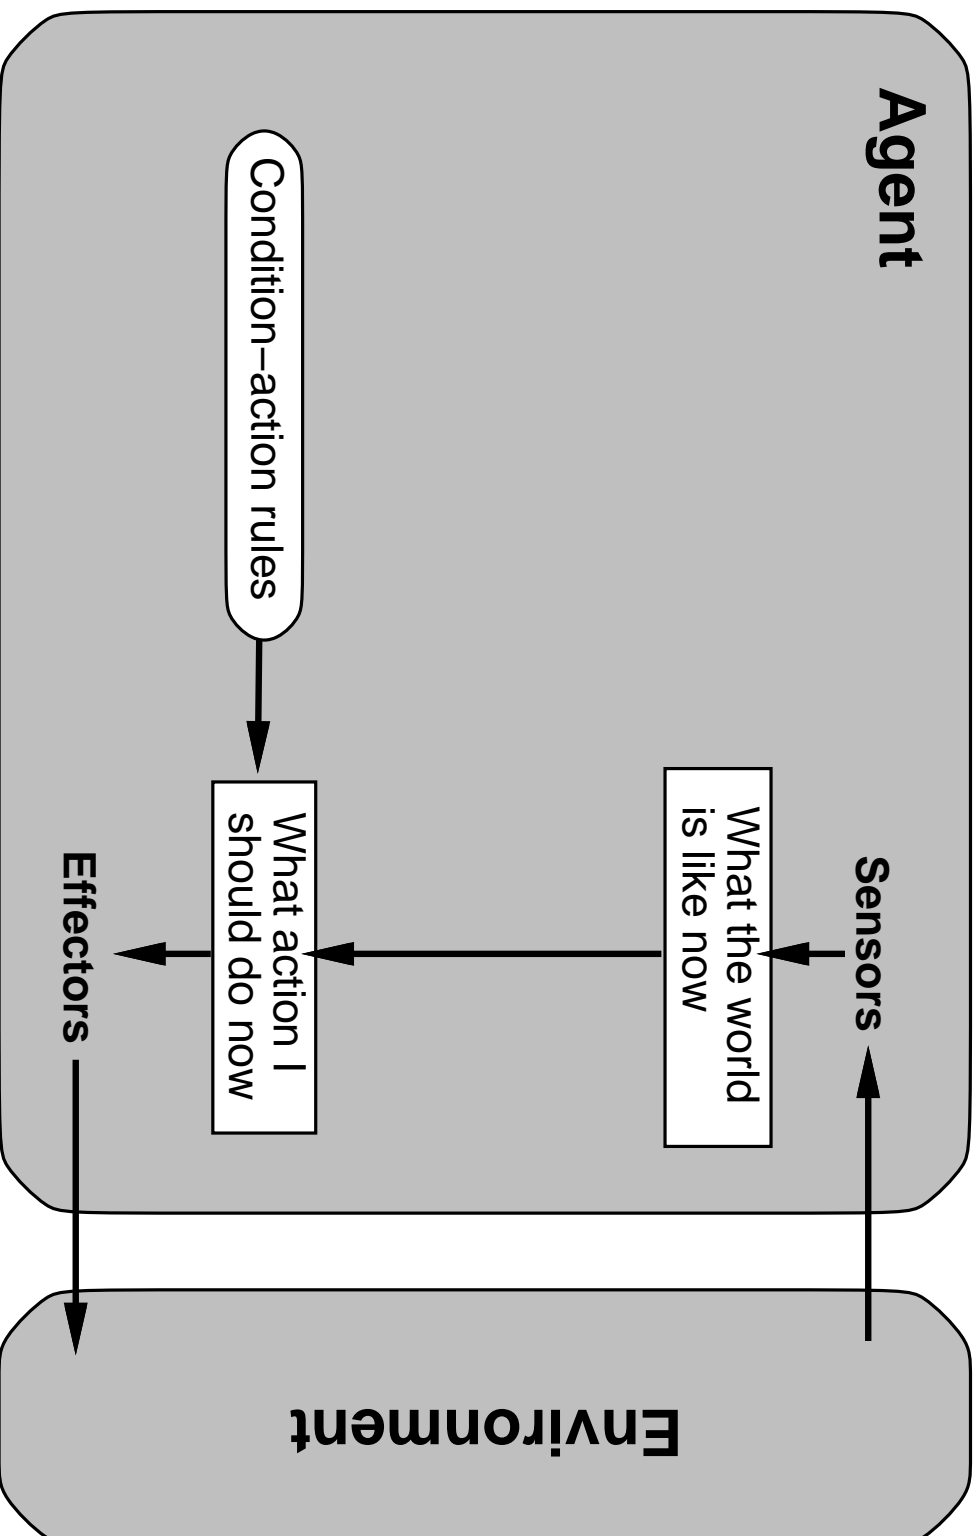 Agent
Sensors
What the world
is like now
Condition–action rules
What action I
should do now
Effectors
Environment